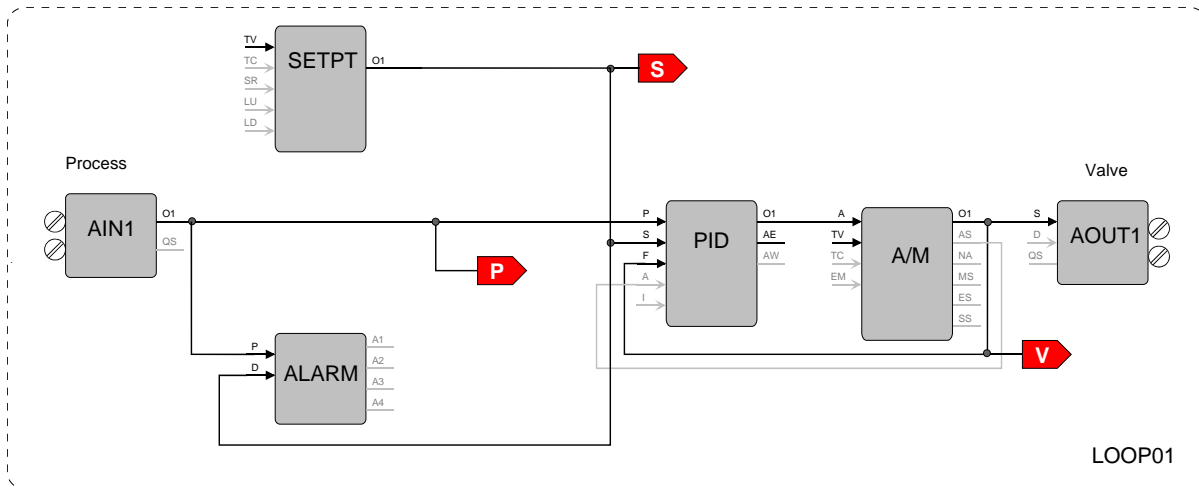 TV
TC
SR
LU
LD
SETPT
O1
S
Process
AIN1
O1
QS
P
P
S
F
A
I
PID
O1
AE
AW
A
TV
TC
EM
A/M
O1
AS
NA
MS
ES
SS
Valve
S
D
QS
AOUT1
P
D
ALARM
A1
A2
A3
A4
V
LOOP01